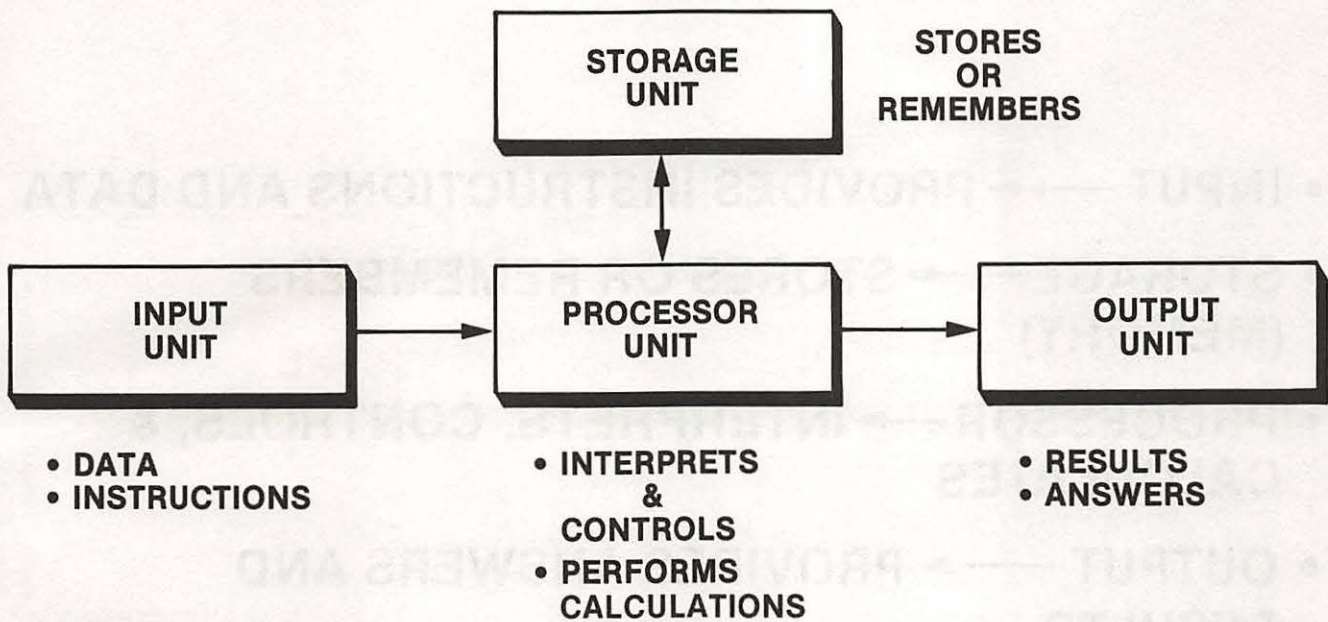 STORAGE
UNIT
STORES
OR
REMEMBERS
INPUT
UNIT
PROCESSOR
UNIT
OUTPUT
UNIT
• DATA
• INSTRUCTIONS
• INTERPRETS
&
CONTROLS
• PERFORMS
CALCULATIONS
• RESULTS
• ANSWERS
• INPUT — PROVIDES INSTRUCTIONS AND DATA
• STORAGE — STORES OR REMEMBERS
(MEMORY)
• PROCESSOR — INTERPRETS, CONTROLS, &
• OUTPUT — PROVIDES ANSWERS AND